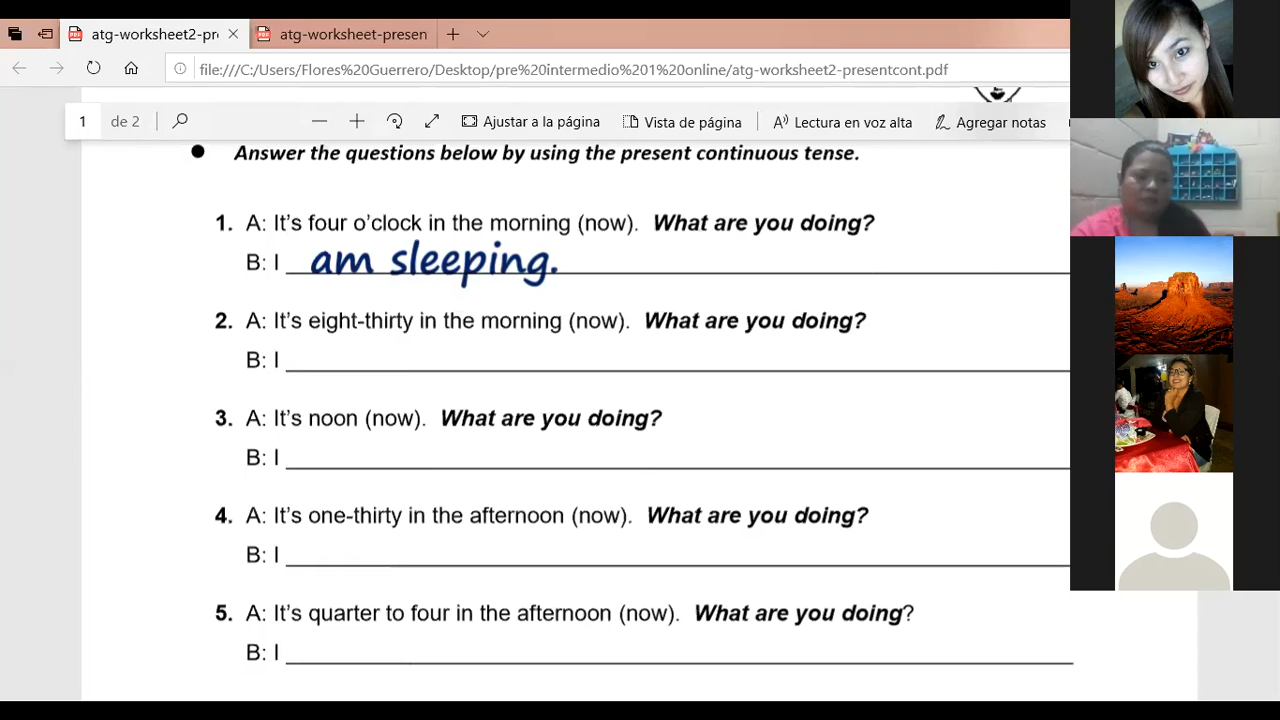 atg-worksheet2-pr
atg-worksheet-presen
file:///C:/Users/Flores%20Guerrero/Desktop/pre%20intermedio%201%20online/atg-worksheet2-presentcont.pdf
1 de 2 Ajustar a la página Vista de página Lectura en voz alta Agregar notas
Answer the questions below by using the present continuous tense.
1. A: It's four o'clock in the morning (now). What are you doing?
B: I am sleeping.
2. A: It's eight-thirty in the morning (now). What are you doing?
B: I
3. A: It's noon (now). What are you doing?
B: I
4. A: It's one-thirty in the afternoon (now). What are you doing?
B: I
5. A: It's quarter to four in the afternoon (now). What are you doing?
B: I